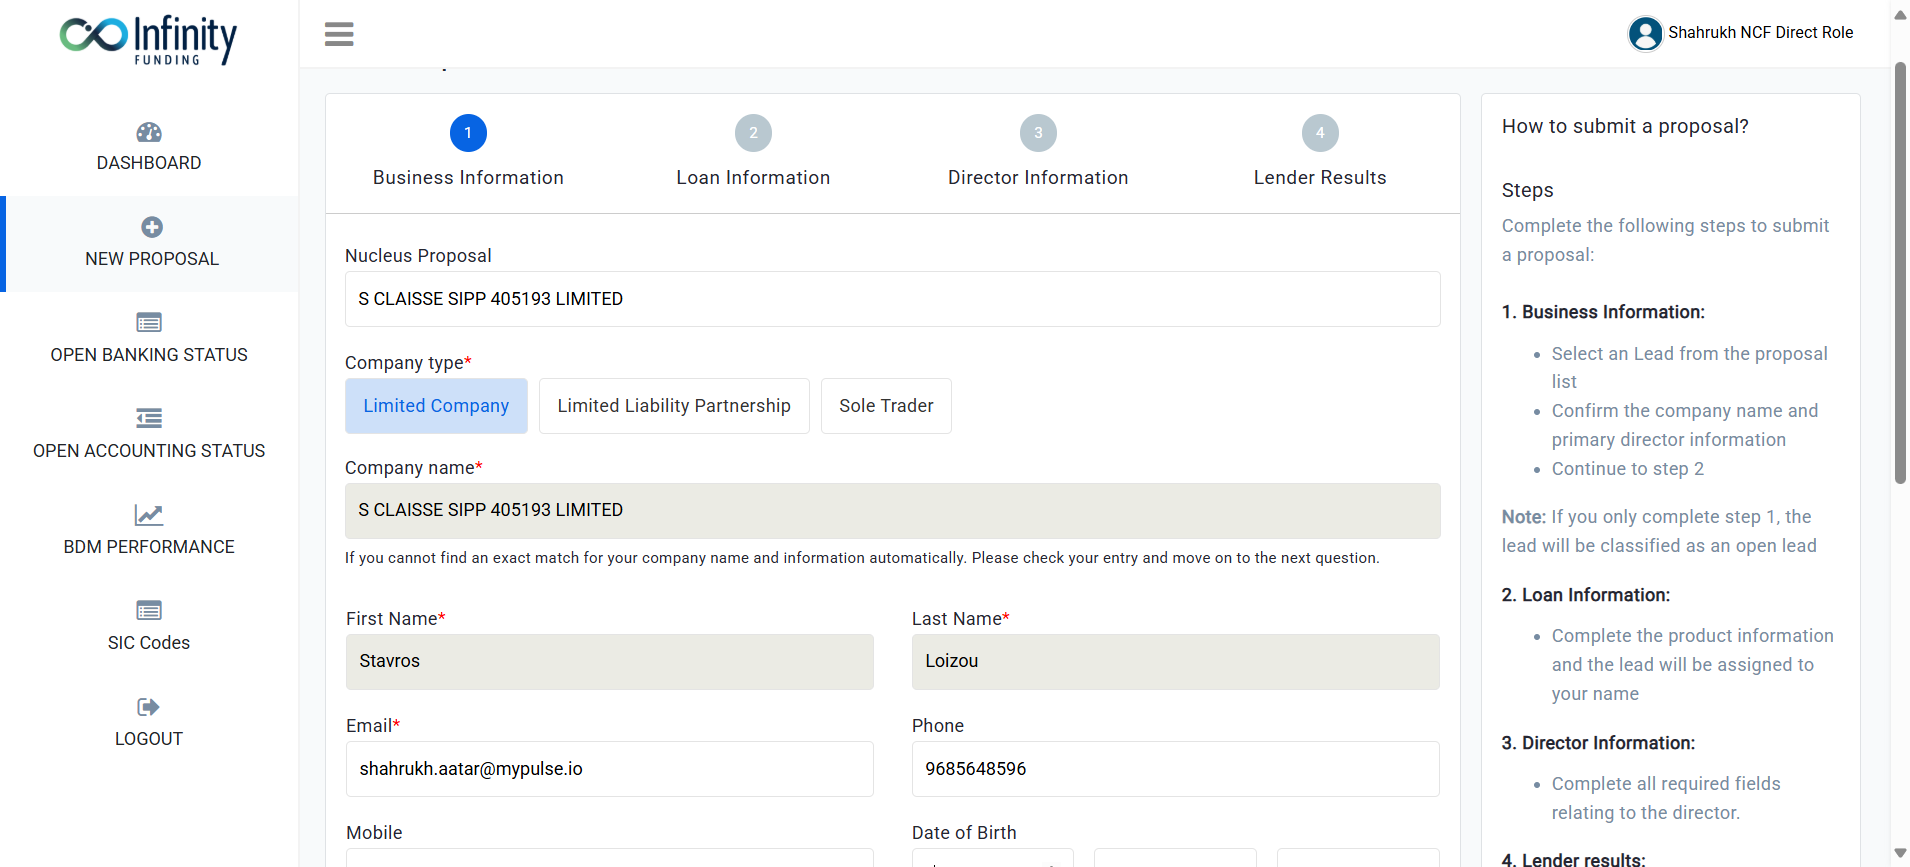 Infinity
FUNDING
Shahrukh NCF Direct Role
DASHBOARD
NEW PROPOSAL
OPEN BANKING STATUS
OPEN ACCOUNTING STATUS
BDM PERFORMANCE
SIC Codes
LOGOUT
1
2
3
4
Business Information
Loan Information
Director Information
Lender Results
Nucleus Proposal
S CLAISSE SIPP 405193 LIMITED
Company type*
Limited Company
Limited Liability Partnership
Sole Trader
Company name*
S CLAISSE SIPP 405193 LIMITED
If you cannot find an exact match for your company name and information automatically. Please check your entry and move on to the next question.
First Name*
Last Name*
Stavros
Loizou
Email*
Phone
shahrukh.aatar@mypulse.io
9685648596
Mobile
Date of Birth
How to submit a proposal?
Steps
Complete the following steps to submit
a proposal:
1. Business Information:
Select an Lead from the proposal
list
Confirm the company name and
primary director information
Continue to step 2
Note: If you only complete step 1, the
lead will be classified as an open lead
2. Loan Information:
Complete the product information
and the lead will be assigned to
your name
3. Director Information:
Complete all required fields
relating to the director.
4. Lender results: